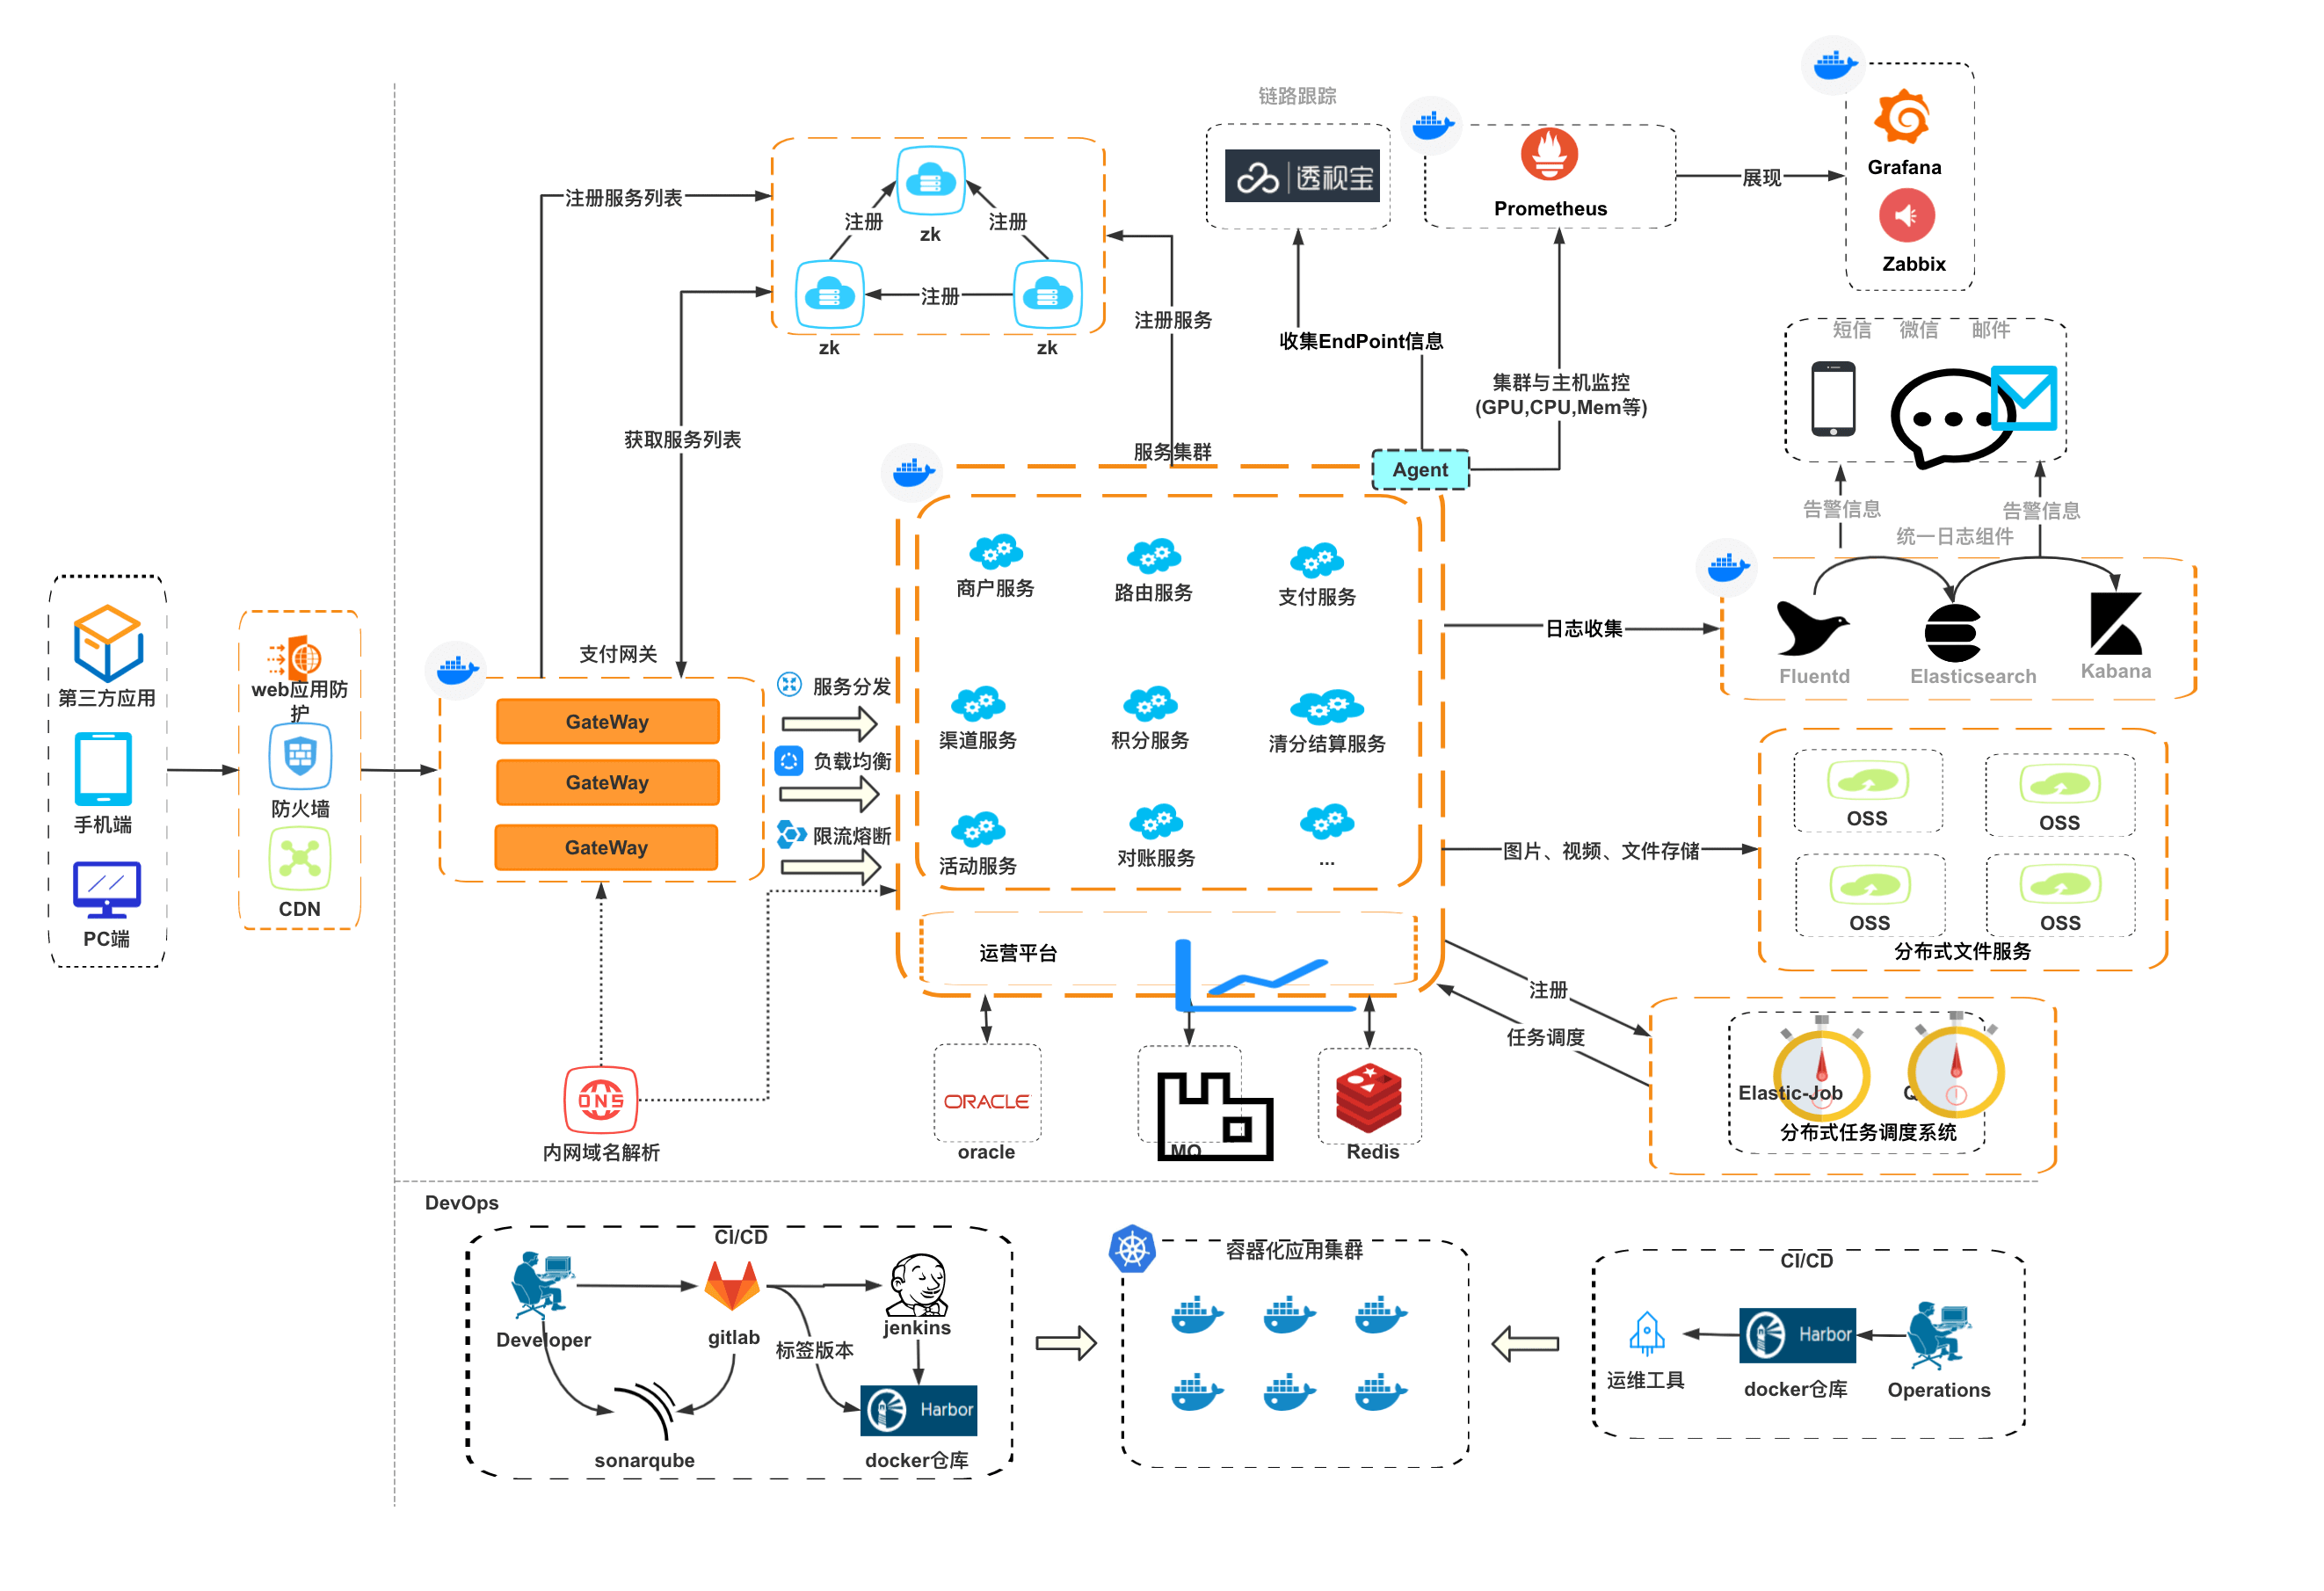 链路跟踪
透视宝
Prometheus
展现
Grafana
Zabbix
注册服务列表
注册
注册
zk
注册
zk
zk
注册服务
收集EndPoint信息
集群与主机监控
(GPU,CPU,Mem等)
短信
微信
邮件
获取服务列表
服务集群
Agent
告警信息
告警信息
统一日志组件
商户服务
路由服务
支付服务
日志收集
Fluentd
Elasticsearch
Kabana
第三方应用
手机端
PC端
web应用防
护
防火墙
CDN
支付网关
GateWay
GateWay
GateWay
服务分发
负载均衡
限流熔断
渠道服务
积分服务
清分结算服务
活动服务
对账服务
...
图片、视频、文件存储
OSS
OSS
OSS
OSS
分布式文件服务
运营平台
注册
任务调度
Elastic-Job
分布式任务调度系统
DNS
内网域名解析
ORACLE
oracle
MQ
Redis
DevOps
CI/CD
Developer
gitlab
jenkins
标签版本
sonarqube
Harbor
docker仓库
容器化应用集群
CI/CD
运维工具
Harbor
docker仓库
Operations